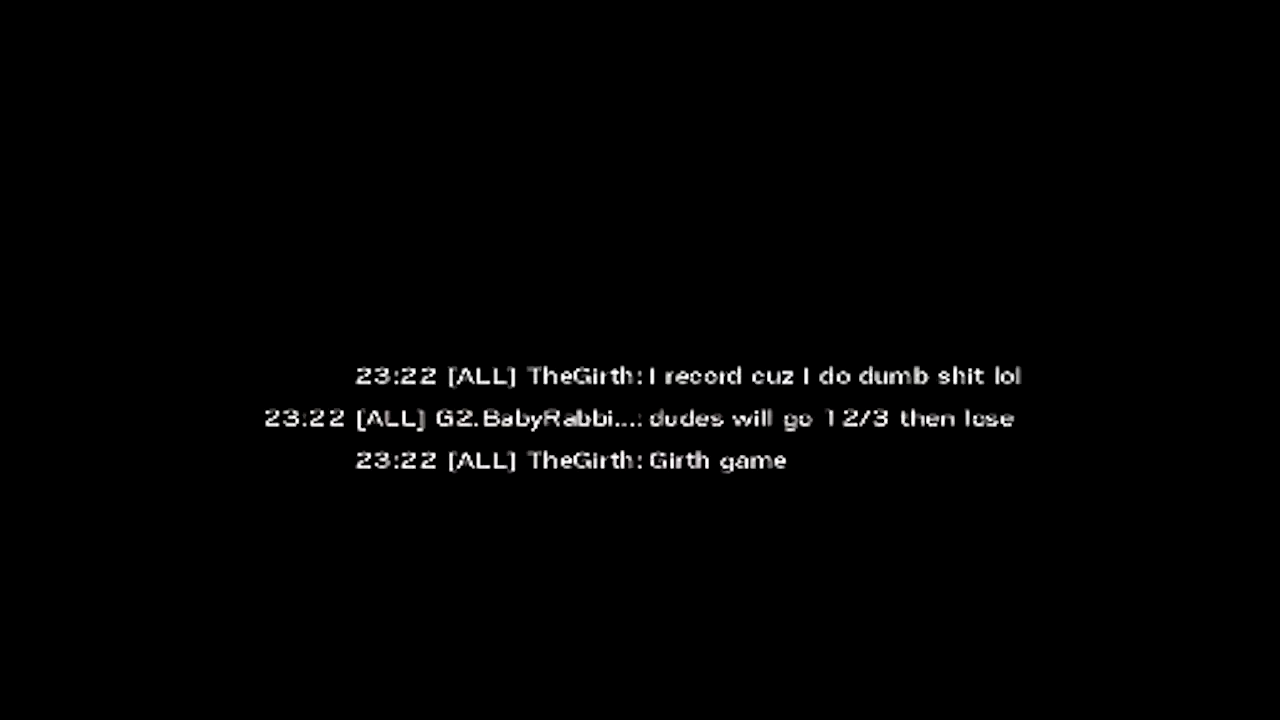 23:22 [ALL] TheGirth: I record cuz I do dumb shit lol
23:22 [ALL] G2.BabyRabbi...: dudes will go 12/3 then lose
23:22 [ALL] TheGirth: Girth game